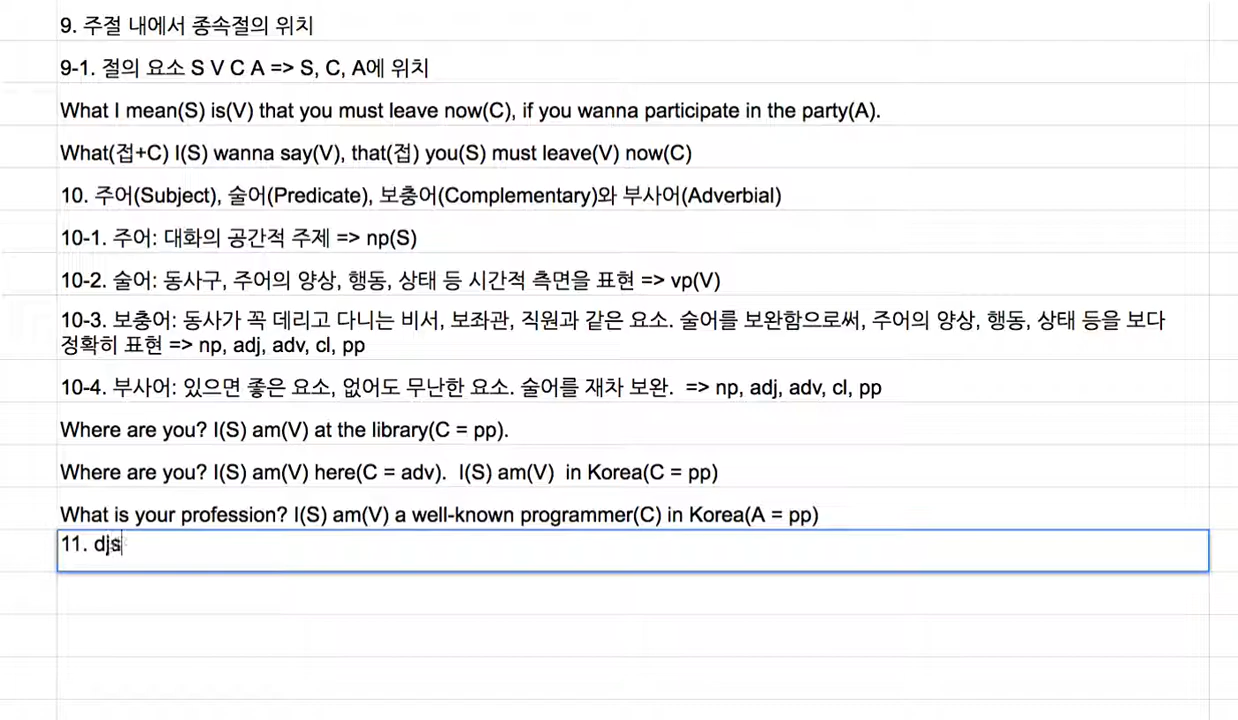 9. 주절 내에서 종속절의 위치
9-1. 절의 요소 S V C A => S, C, A에 위치
What I mean(S) is(V) that you must leave now(C), if you wanna participate in the party(A).
What(접+C) I(S) wanna say(V), that(접) you(S) must leave(V) now(C)
10. 주어(Subject), 술어(Predicate), 보충어(Complementary)와 부사어(Adverbial)
10-1. 주어: 대화의 공간적 주제 => np(S)
10-2. 술어: 동사구, 주어의 양상, 행동, 상태 등 시간적 측면을 표현 => vp(V)
10-3. 보충어: 동사가 꼭 데리고 다니는 비서, 보좌관, 직원과 같은 요소. 술어를 보완함으로써, 주어의 양상, 행동, 상태 등을 보다
정확히 표현 => np, adj, adv, cl, pp
10-4. 부사어: 있으면 좋은 요소, 없어도 무난한 요소. 술어를 재차 보완.  => np, adj, adv, cl, pp
Where are you? I(S) am(V) at the library(C = pp).
Where are you? I(S) am(V) here(C = adv).  I(S) am(V)  in Korea(C = pp)
What is your profession? I(S) am(V) a well-known programmer(C) in Korea(A = pp)
11. djs